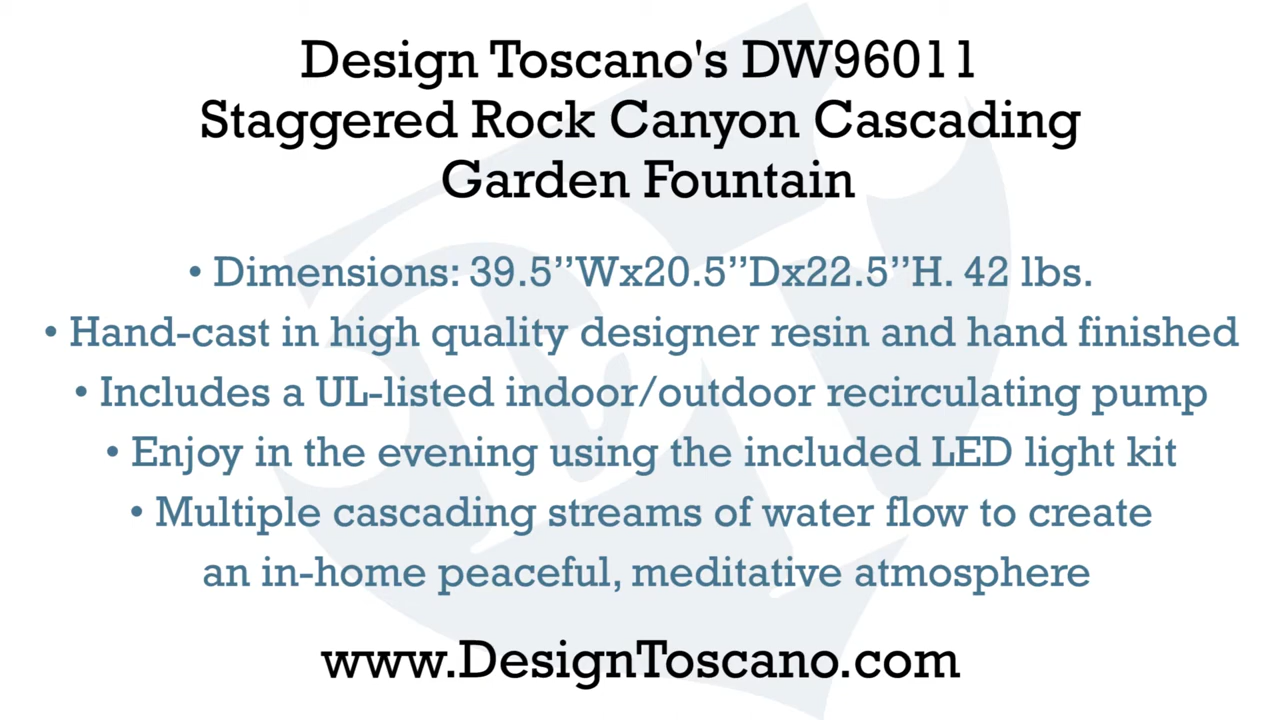 Design Toscano's DW96011
Staggered Rock Canyon Cascading
Garden Fountain
• Dimensions: 39.5’’Wx20.5’’Dx22.5’’H. 42 lbs.
• Hand-cast in high quality designer resin and hand finished
• Includes a UL-listed indoor/outdoor recirculating pump
• Enjoy in the evening using the included LED light kit
• Multiple cascading streams of water flow to create
an in-home peaceful, meditative atmosphere
www.DesignToscano.com